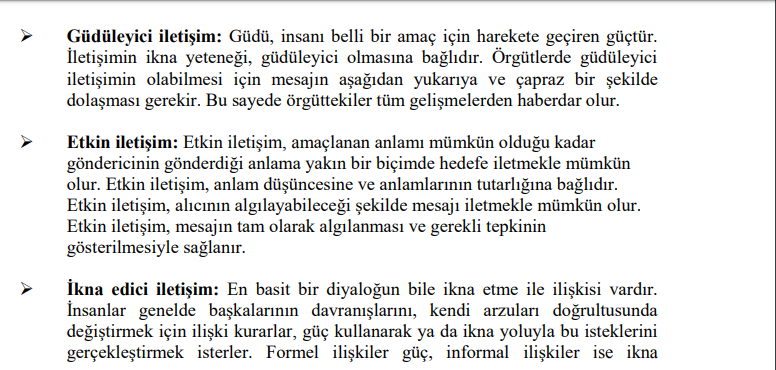 ➢ Güdüleyici iletişim: Güdü, insanı belli bir amaç için harekete geçiren güçtür.
İletişimin ikna yeteneği, güdüleyici olmasına bağlıdır. Örgütlerde güdüleyici
iletişimin olabilmesi için mesajın aşağıdan yukarıya ve çapraz bir şekilde
dolaşması gerekir. Bu sayede örgüttekiler tüm gelişmelerden haberdar olur.
➢ Etkin iletişim: Etkin iletişim, amaçlanan anlamı mümkün olduğu kadar
göndericinin gönderdiği anlama yakın bir biçimde hedefe iletmekle mümkün
olur. Etkin iletişim, anlam düşüncesine ve anlamlarının tutarlığına bağlıdır.
Etkin iletişim, alıcının algılayabileceği şekilde mesajı iletmekle mümkün olur.
Etkin iletişim, mesajın tam olarak algılanması ve gerekli tepkinin
gösterilmesiyle sağlanır.
➢ İkna edici iletişim: En basit bir diyaloğun bile ikna etme ile ilişkisi vardır.
İnsanlar genelde başkalarının davranışlarını, kendi arzuları doğrultusunda
değiştirmek için ilişki kurarlar, güç kullanarak ya da ikna yoluyla bu isteklerini
gerçekleştirmek isterler. Formel ilişkiler güç, informal ilişkiler ise ikna